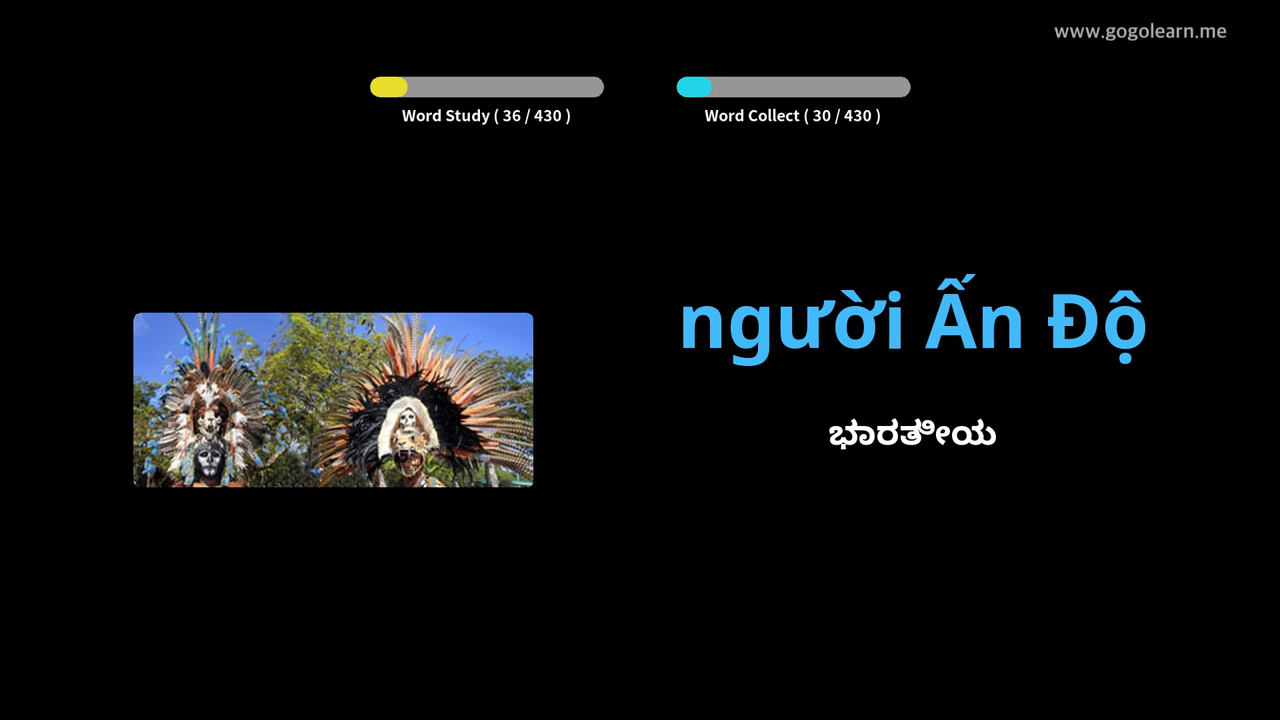 www.gogolearn.me
Word Study ( 36 / 430 )
Word Collect ( 30 / 430 )
người Ấn Độ
ಭಾರತೀಯ